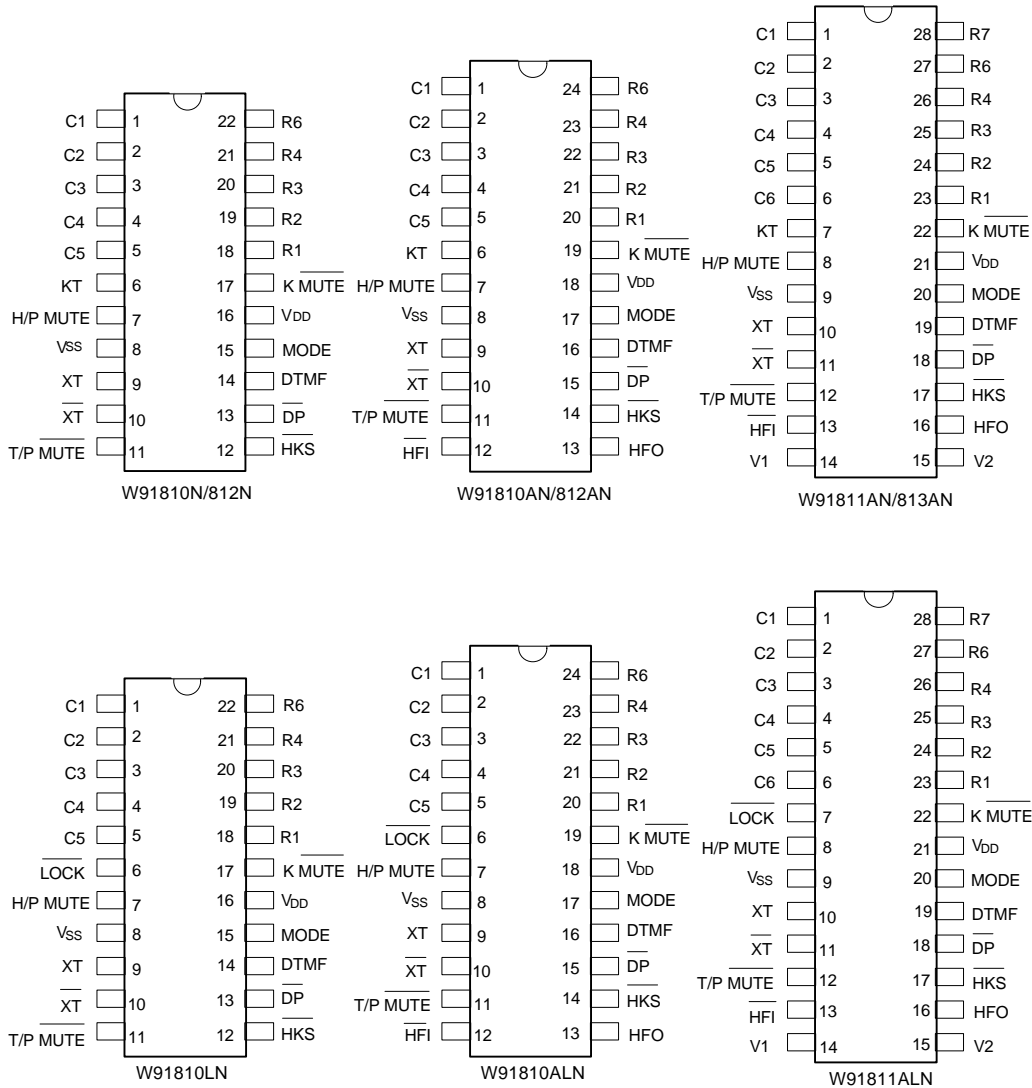 C1 1 22 R6
C2 2 21 R4
C3 3 20 R3
C4 4 19 R2
C5 5 18 R1
KT 6 17 K MUTE
H/P MUTE 7 16 VDD
VSS 8 15 MODE
XT 9 14 DTMF
XT 10 13 DP
T/P MUTE 11 12 HKS
W91810N/812N
C1 1 24 R6
C2 2 23 R4
C3 3 22 R3
C4 4 21 R2
C5 5 20 R1
KT 6 19 K MUTE
H/P MUTE 7 18 VDD
VSS 8 17 MODE
XT 9 16 DTMF
XT 10 15 DP
T/P MUTE 11 14 HKS
HFI 12 13 HFO
W91810AN/812AN
C1 1 28 R7
C2 2 27 R6
C3 3 26 R4
C4 4 25 R3
C5 5 24 R2
C6 6 23 R1
KT 7 22 K MUTE
H/P MUTE 8 21 VDD
VSS 9 20 MODE
XT 10 19 DTMF
XT 11 18 DP
T/P MUTE 12 17 HKS
HFI 13 16 HFO
V1 14 15 V2
W91811AN/813AN
C1 1 22 R6
C2 2 21 R4
C3 3 20 R3
C4 4 19 R2
C5 5 18 R1
LOCK 6 17 K MUTE
H/P MUTE 7 16 VDD
VSS 8 15 MODE
XT 9 14 DTMF
XT 10 13 DP
T/P MUTE 11 12 HKS
W91810LN
C1 1 24 R6
C2 2 23 R4
C3 3 22 R3
C4 4 21 R2
C5 5 20 R1
LOCK 6 19 K MUTE
H/P MUTE 7 18 VDD
VSS 8 17 MODE
XT 9 16 DTMF
XT 10 15 DP
T/P MUTE 11 14 HKS
HFI 12 13 HFO
W91810ALN
C1 1 28 R7
C2 2 27 R6
C3 3 26 R4
C4 4 25 R3
C5 5 24 R2
C6 6 23 R1
LOCK 7 22 K MUTE
H/P MUTE 8 21 VDD
VSS 9 20 MODE
XT 10 19 DTMF
XT 11 18 DP
T/P MUTE 12 17 HKS
HFI 13 16 HFO
V1 14 15 V2
W91811ALN